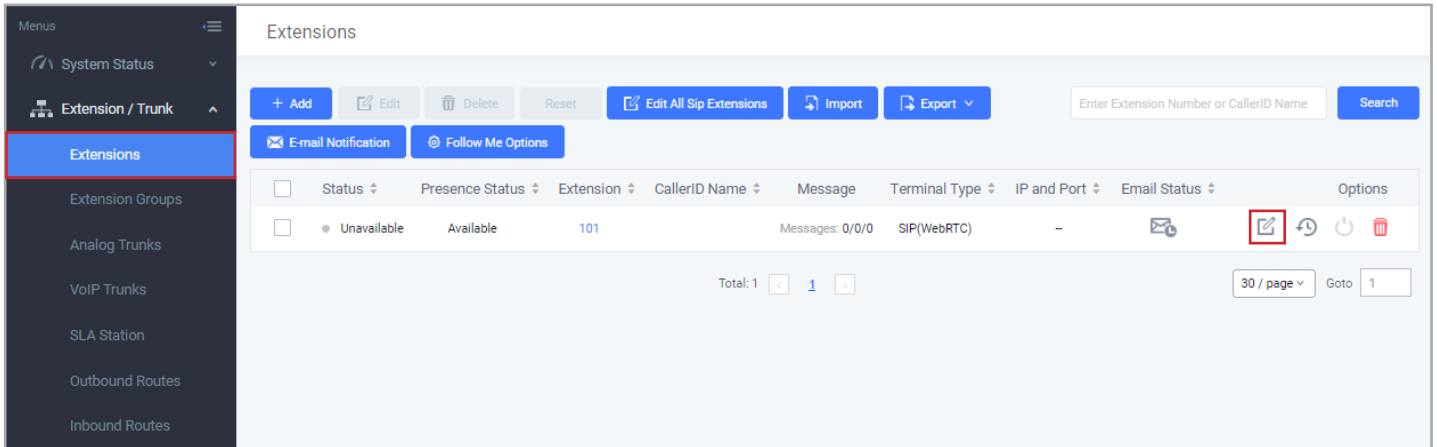 Menus
System Status
Extension / Trunk
Extensions
Extension Groups
Analog Trunks
VoIP Trunks
SLA Station
Outbound Routes
Inbound Routes
Extensions
+ Add Edit Delete Reset Edit All Sip Extensions Import Export Enter Extension Number or CallerID Name Search
E-mail Notification Follow Me Options
Status Presence Status Extension CallerID Name Message Terminal Type IP and Port Email Status Options
Unavailable Available 101 Messages: 0/0/0 SIP(WebRTC) --
Total: 1 < 1 > 30 / page Goto 1